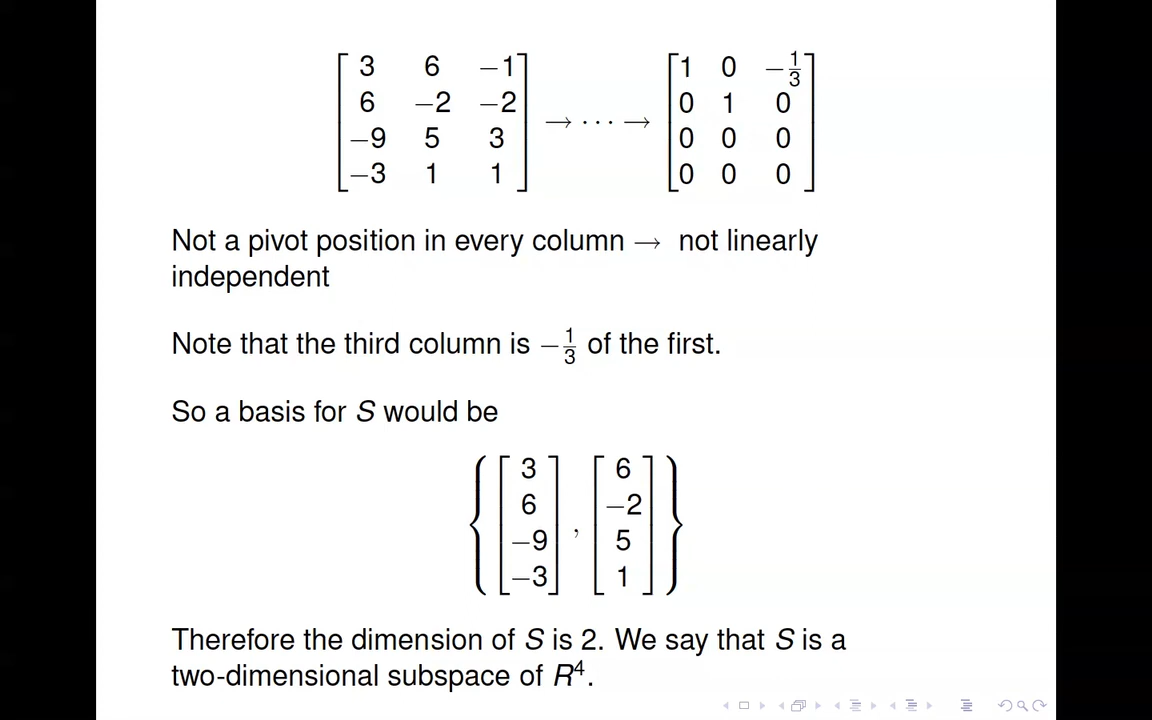 3 6 −1
6 −2 −2
−9 5 3
−3 1 1
→ ··· →
1 0 −1/3
0 1 0
0 0 0
0 0 0
Not a pivot position in every column → not linearly
independent
Note that the third column is −1/3 of the first.
So a basis for S would be
{ [3 6 −9 −3], [6 −2 5 1] }
Therefore the dimension of S is 2. We say that S is a
two-dimensional subspace of R⁴.